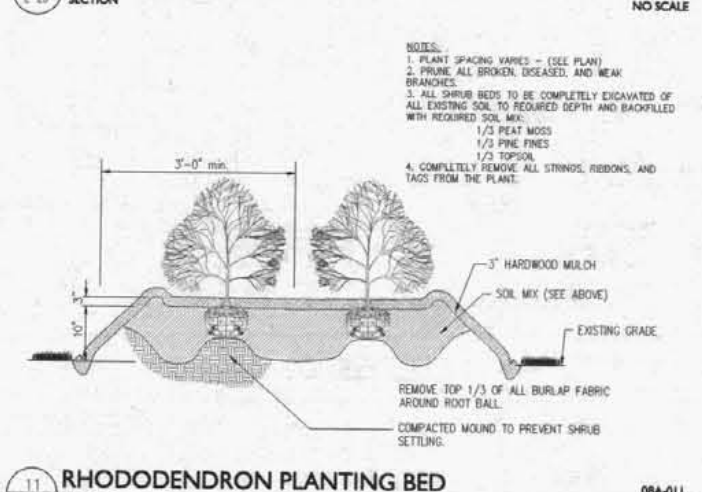 SECTION
NO SCALE
NOTES:
1. PLANT SPACING VARIES - (SEE PLAN)
2. PRUNE ALL BROKEN, DISEASED, AND WEAK
BRANCHES.
3. ALL SHRUB BEDS TO BE COMPLETELY EXCAVATED OF
ALL EXISTING SOIL TO REQUIRED DEPTH AND BACKFILLED
WITH REQUIRED SOIL MIX:
1/3 PEAT MOSS
1/3 PINE FINES
1/3 TOPSOIL
4. COMPLETELY REMOVE ALL STRINGS, RIBBONS, AND
TAGS FROM THE PLANT.
3'-0" min.
3" HARDWOOD MULCH
3"
SOIL MIX (SEE ABOVE)
10"
EXISTING GRADE
REMOVE TOP 1/3 OF ALL BURLAP FABRIC
AROUND ROOT BALL.
COMPACTED MOUND TO PREVENT SHRUB
SETTLING.
11
RHODODENDRON PLANTING BED